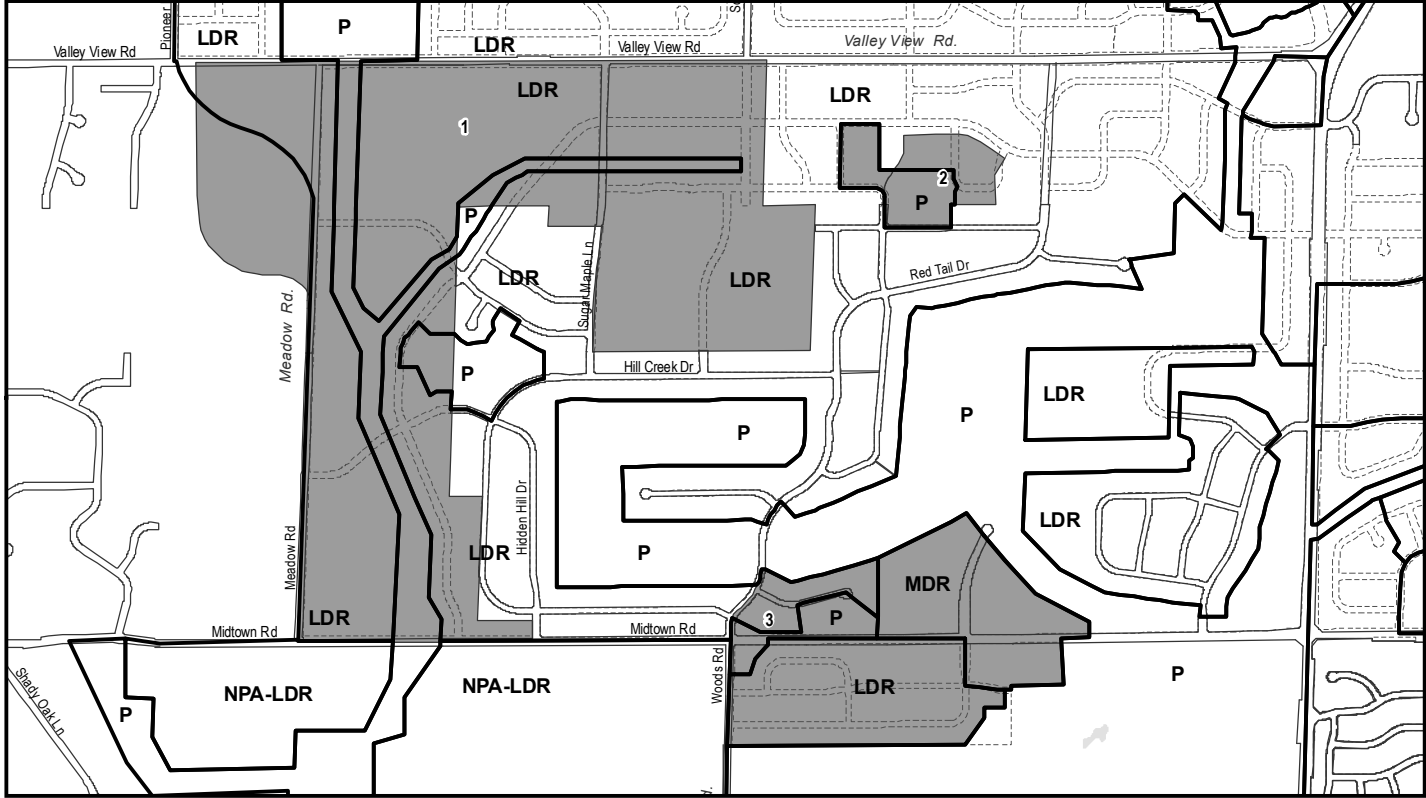 Pioneer
LDR
P
LDR
So
Valley View Rd
Valley View Rd
Valley View Rd.
LDR
LDR
1
2
P
P
LDR
Sugar Maple Ln
LDR
Red Tail Dr
Meadow Rd.
P
Hill Creek Dr
LDR
P
P
Hidden Hill Dr
LDR
P
LDR
Meadow Rd
MDR
LDR
3
P
Midtown Rd
Midtown Rd
P
Shady Oak Ln
P
NPA-LDR
NPA-LDR
Woods Rd
LDR
d.